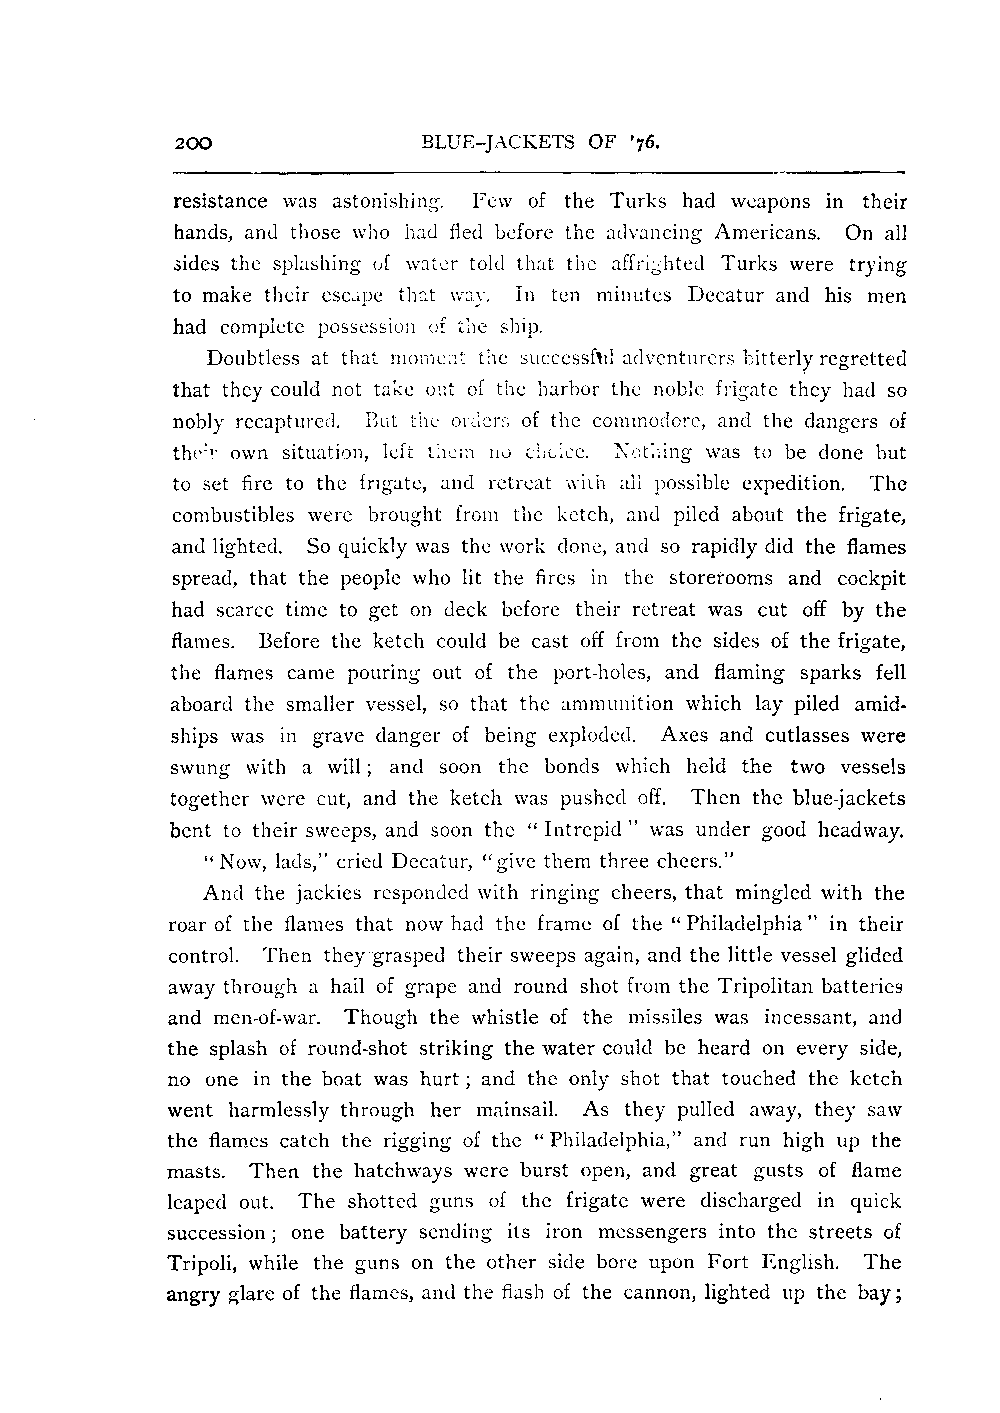 200 BLUE-JACKETS OF '76.
resistance was astonishing. Few of the Turks had weapons in their
hands, and those who had fled before the advancing Americans. On all
sides the splashing of water told that the affrighted Turks were trying
to make their escape that way. In ten minutes Decatur and his men
had complete possession of the ship.
Doubtless at that moment the successful adventurers bitterly regretted
that they could not take out of the harbor the noble frigate they had so
nobly recaptured. But the orders of the commodore, and the dangers of
their own situation, left them no choice. Nothing was to be done but
to set fire to the frigate, and retreat with all possible expedition. The
combustibles were brought from the ketch, and piled about the frigate,
and lighted. So quickly was the work done, and so rapidly did the flames
spread, that the people who lit the fires in the storerooms and cockpit
had scarce time to get on deck before their retreat was cut off by the
flames. Before the ketch could be cast off from the sides of the frigate,
the flames came pouring out of the port-holes, and flaming sparks fell
aboard the smaller vessel, so that the ammunition which lay piled amid-
ships was in grave danger of being exploded. Axes and cutlasses were
swung with a will; and soon the bonds which held the two vessels
together were cut, and the ketch was pushed off. Then the blue-jackets
bent to their sweeps, and soon the "Intrepid" was under good headway.
"Now, lads," cried Decatur, "give them three cheers."
And the jackies responded with ringing cheers, that mingled with the
roar of the flames that now had the frame of the "Philadelphia" in their
control. Then they grasped their sweeps again, and the little vessel glided
away through a hail of grape and round shot from the Tripolitan batteries
and men-of-war. Though the whistle of the missiles was incessant, and
the splash of round-shot striking the water could be heard on every side,
no one in the boat was hurt; and the only shot that touched the ketch
went harmlessly through her mainsail. As they pulled away, they saw
the flames catch the rigging of the "Philadelphia," and run high up the
masts. Then the hatchways were burst open, and great gusts of flame
leaped out. The shotted guns of the frigate were discharged in quick
succession; one battery sending its iron messengers into the streets of
Tripoli, while the guns on the other side bore upon Fort English. The
angry glare of the flames, and the flash of the cannon, lighted up the bay;